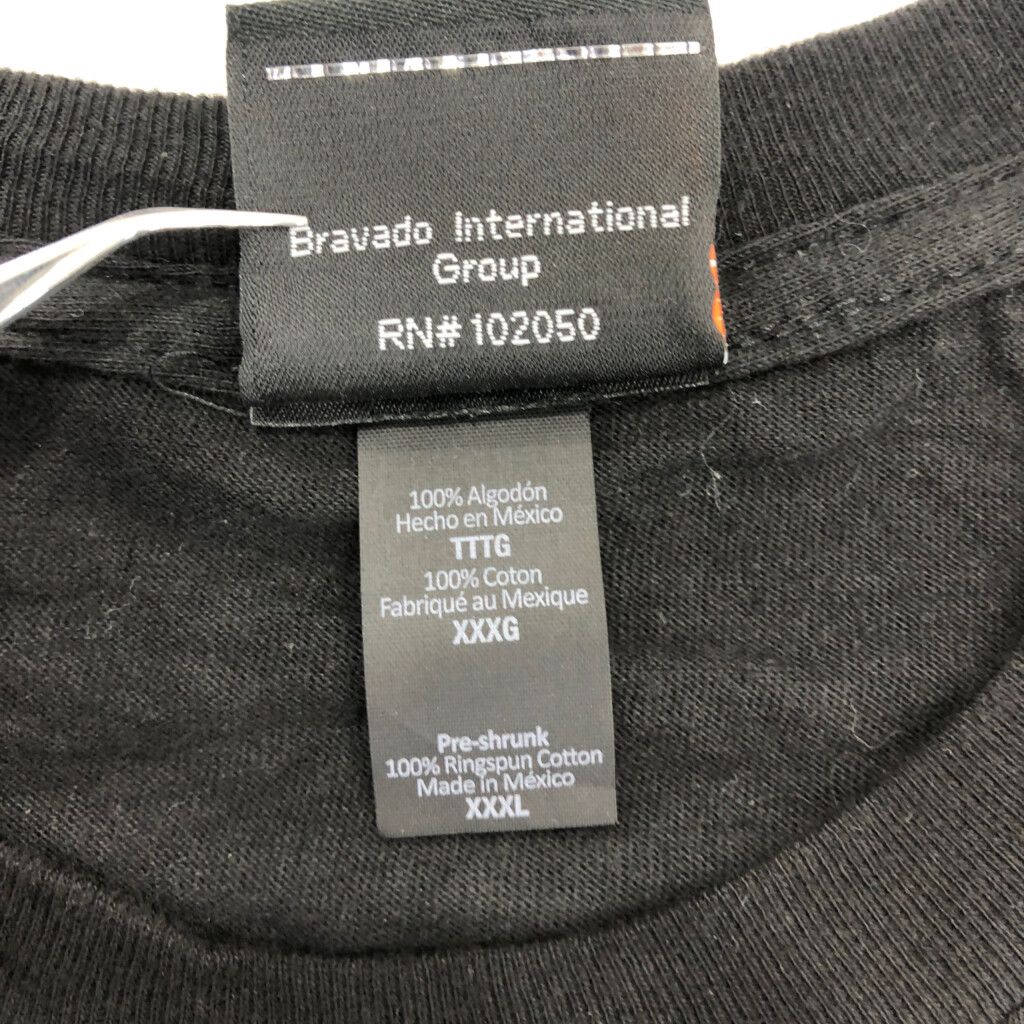 Bravado International
Group
RN# 102050
100% Algodón
Hecho en México
TTTG
100% Coton
Fabriqué au Mexique
XXXG
Pre-shrunk
100% Ringspun Cotton
Made in México
XXXL